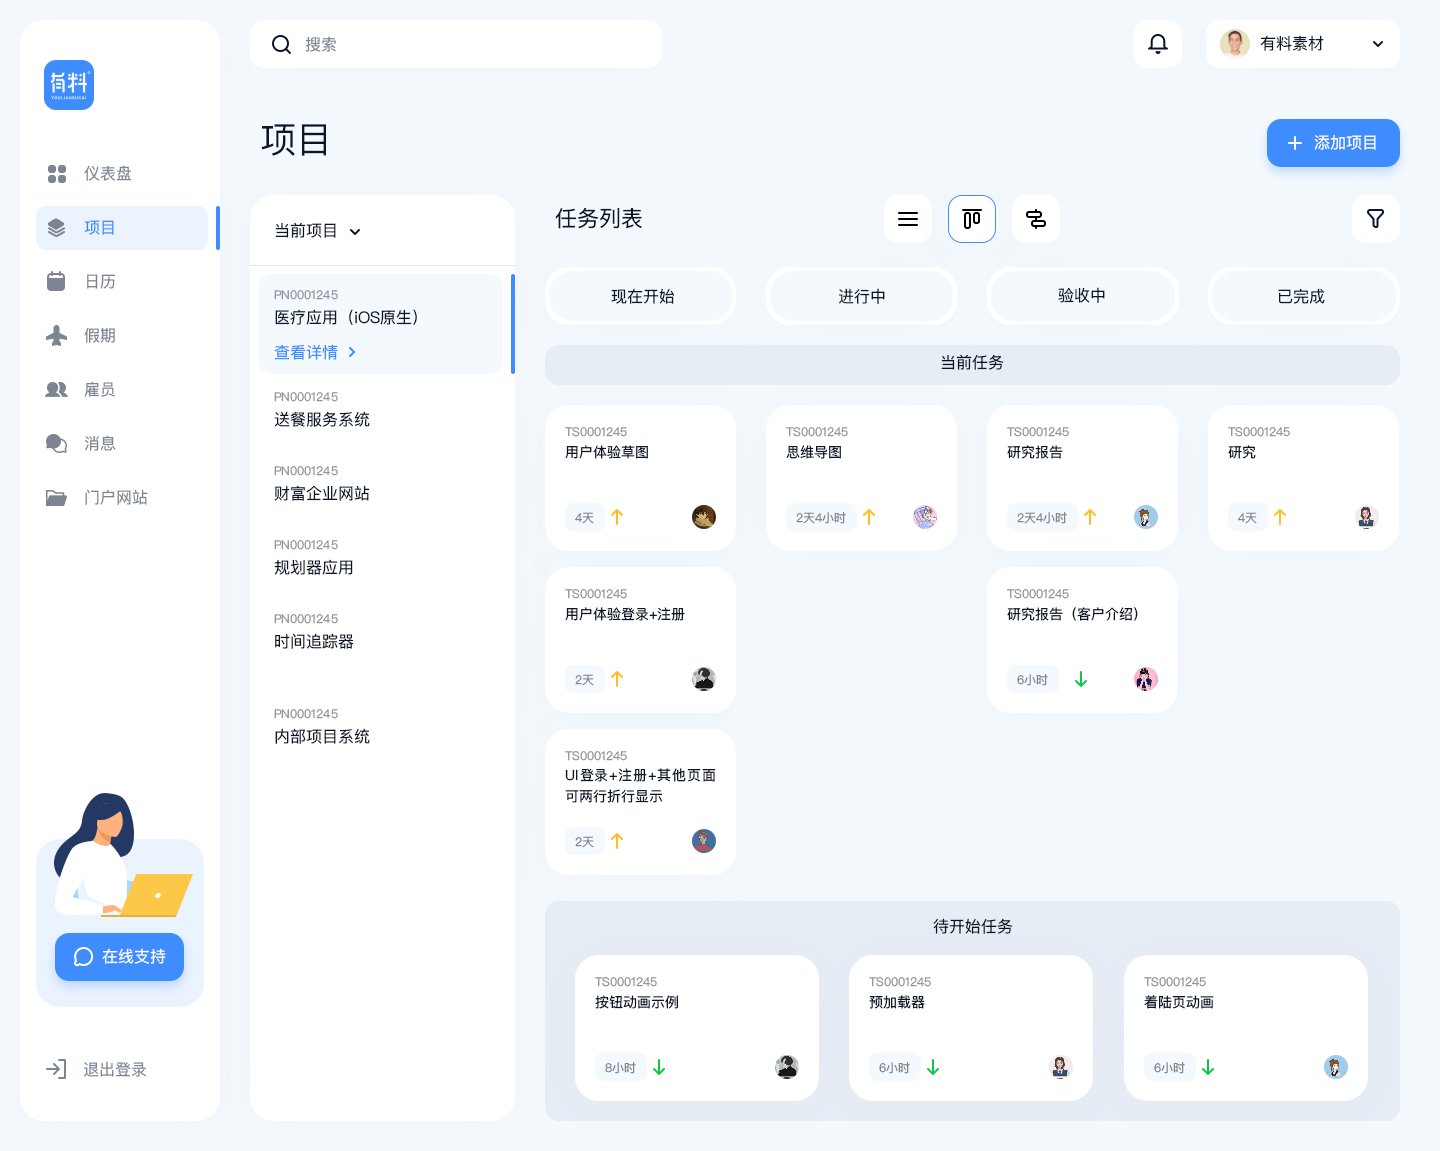 有料
YOULIAOSUCAI
搜索
有料素材
仪表盘
项目
日历
假期
雇员
消息
门户网站
在线支持
退出登录
项目
添加项目
当前项目
PN0001245
医疗应用（iOS原生）
查看详情
PN0001245
送餐服务系统
PN0001245
财富企业网站
PN0001245
规划器应用
PN0001245
时间追踪器
PN0001245
内部项目系统
任务列表
现在开始
进行中
验收中
已完成
当前任务
TS0001245
用户体验草图
4天
TS0001245
思维导图
2天4小时
TS0001245
研究报告
2天4小时
TS0001245
研究
4天
TS0001245
用户体验登录+注册
2天
TS0001245
研究报告（客户介绍）
6小时
TS0001245
UI登录+注册+其他页面
可两行折行显示
2天
待开始任务
TS0001245
按钮动画示例
8小时
TS0001245
预加载器
6小时
TS0001245
着陆页动画
6小时